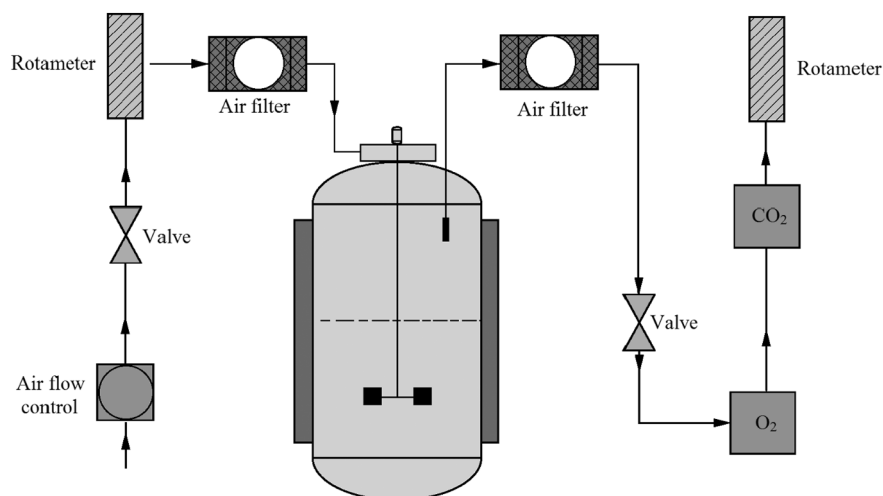 Rotameter
Air filter
Valve
Air flow
control
Air filter
Valve
Rotameter
CO₂
O₂